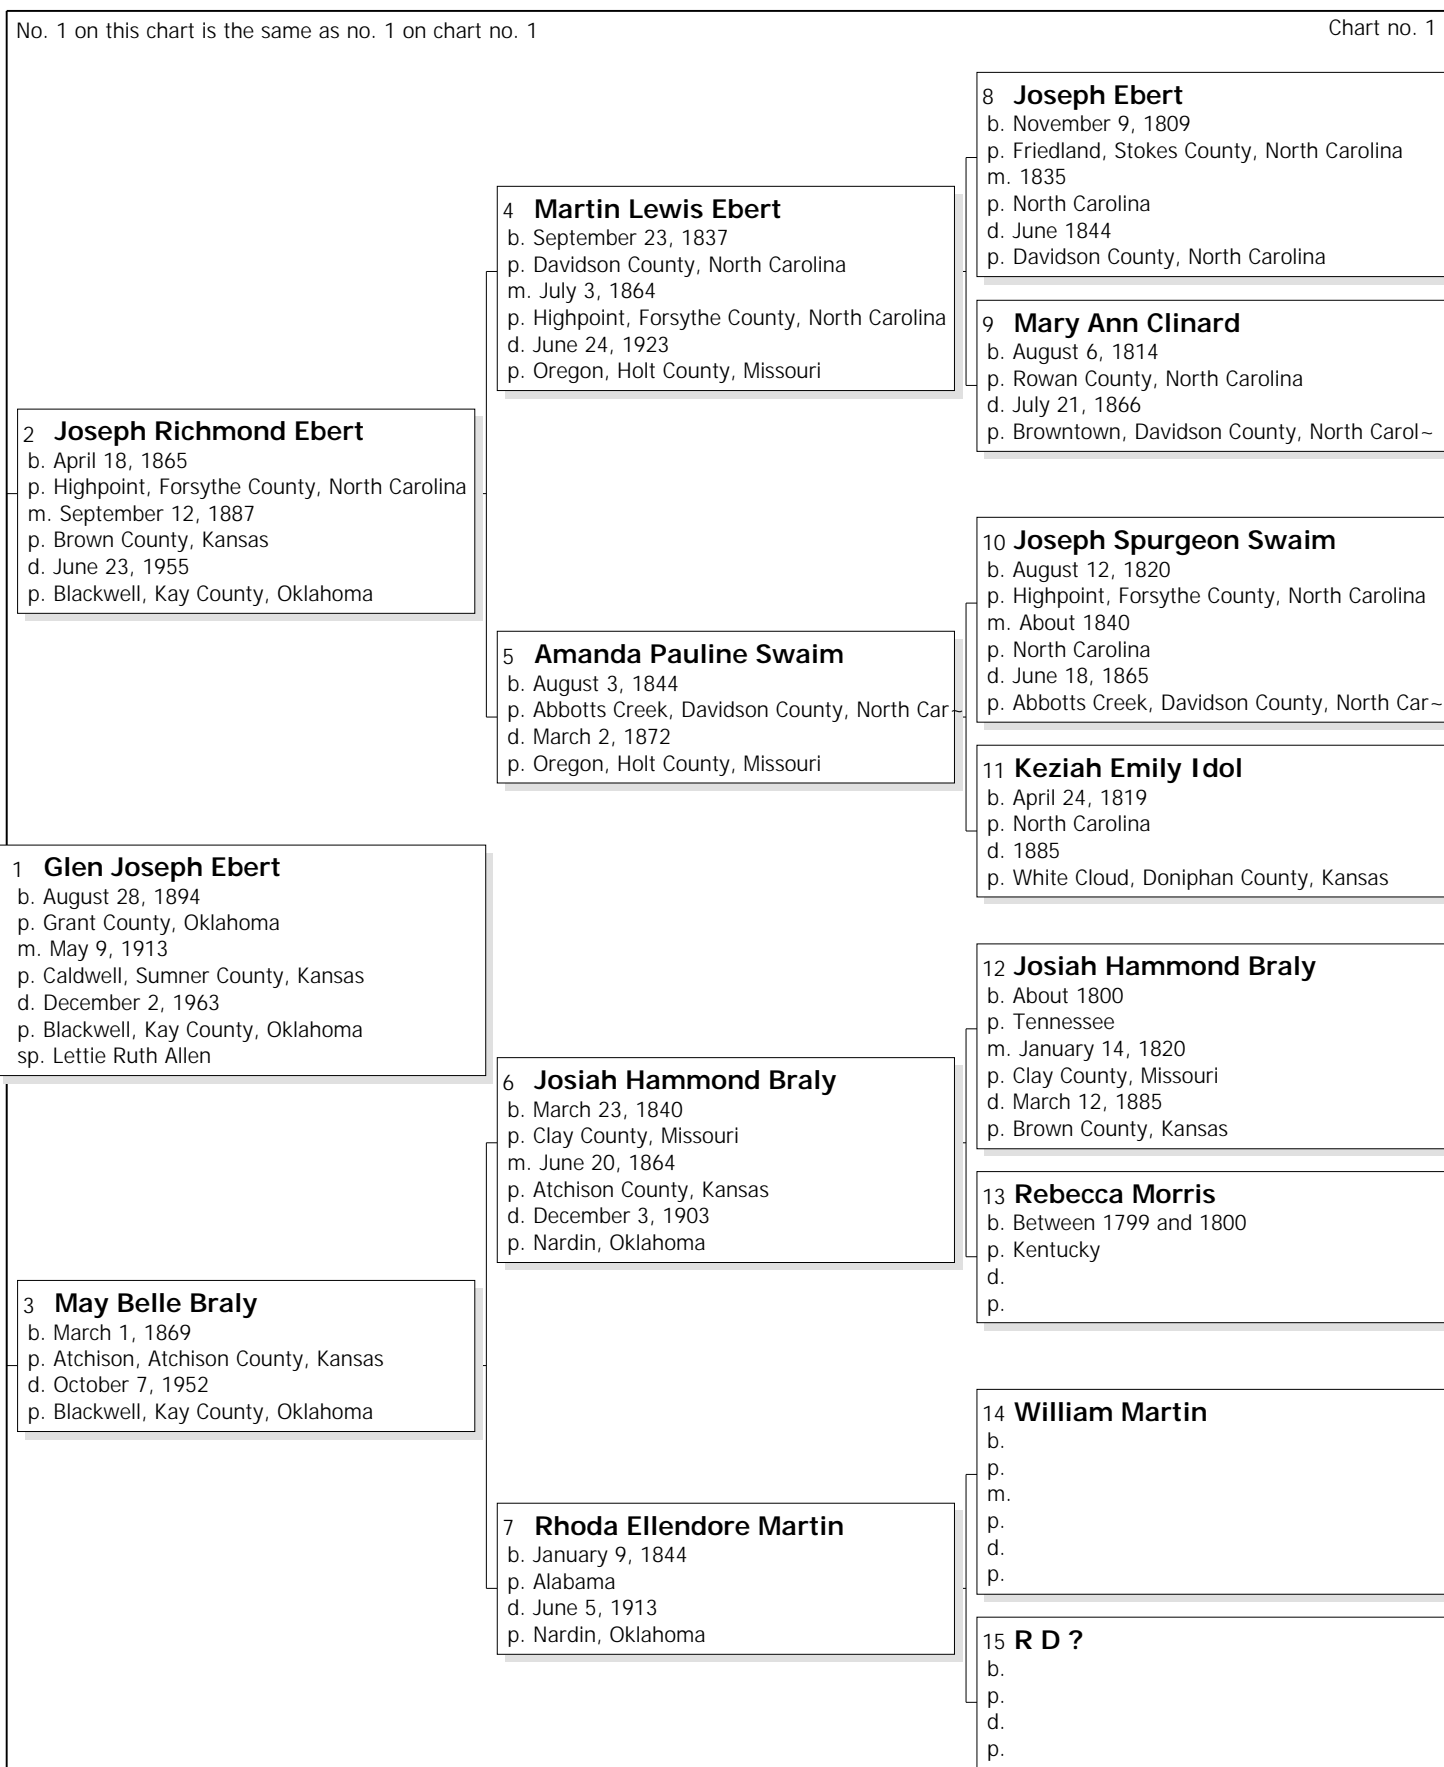 No. 1 on this chart is the same as no. 1 on chart no. 1
Chart no. 1
8 Joseph Ebert
b. November 9, 1809
p. Friedland, Stokes County, North Carolina
m. 1835
p. North Carolina
d. June 1844
p. Davidson County, North Carolina
4 Martin Lewis Ebert
b. September 23, 1837
p. Davidson County, North Carolina
m. July 3, 1864
p. Highpoint, Forsythe County, North Carolina
d. June 24, 1923
p. Oregon, Holt County, Missouri
9 Mary Ann Clinard
b. August 6, 1814
p. Rowan County, North Carolina
d. July 21, 1866
p. Browntown, Davidson County, North Carol~
2 Joseph Richmond Ebert
b. April 18, 1865
p. Highpoint, Forsythe County, North Carolina
m. September 12, 1887
p. Brown County, Kansas
d. June 23, 1955
p. Blackwell, Kay County, Oklahoma
10 Joseph Spurgeon Swaim
b. August 12, 1820
p. Highpoint, Forsythe County, North Carolina
m. About 1840
p. North Carolina
d. June 18, 1865
p. Abbotts Creek, Davidson County, North Car~
5 Amanda Pauline Swaim
b. August 3, 1844
p. Abbotts Creek, Davidson County, North Car~
d. March 2, 1872
p. Oregon, Holt County, Missouri
11 Keziah Emily Idol
b. April 24, 1819
p. North Carolina
d. 1885
p. White Cloud, Doniphan County, Kansas
1 Glen Joseph Ebert
b. August 28, 1894
p. Grant County, Oklahoma
m. May 9, 1913
p. Caldwell, Sumner County, Kansas
d. December 2, 1963
p. Blackwell, Kay County, Oklahoma
sp. Lettie Ruth Allen
12 Josiah Hammond Braly
b. About 1800
p. Tennessee
m. January 14, 1820
p. Clay County, Missouri
d. March 12, 1885
p. Brown County, Kansas
6 Josiah Hammond Braly
b. March 23, 1840
p. Clay County, Missouri
m. June 20, 1864
p. Atchison County, Kansas
d. December 3, 1903
p. Nardin, Oklahoma
13 Rebecca Morris
b. Between 1799 and 1800
p. Kentucky
d.
p.
3 May Belle Braly
b. March 1, 1869
p. Atchison, Atchison County, Kansas
d. October 7, 1952
p. Blackwell, Kay County, Oklahoma
14 William Martin
b.
p.
m.
p.
d.
p.
7 Rhoda Ellendore Martin
b. January 9, 1844
p. Alabama
d. June 5, 1913
p. Nardin, Oklahoma
15 R D ?
b.
p.
d.
p.